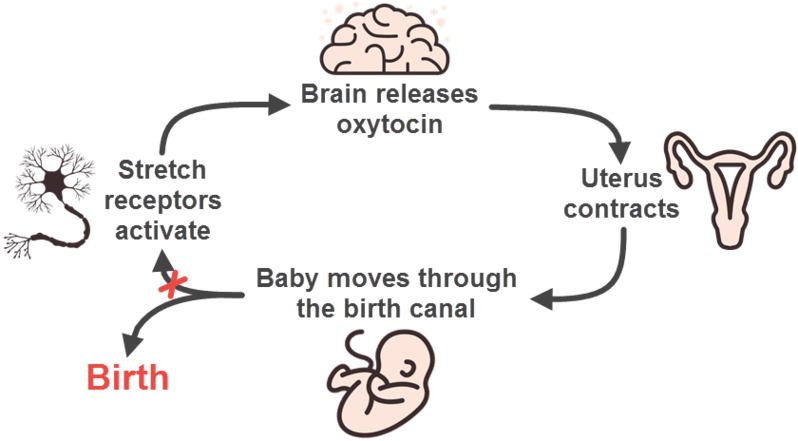 Brain releases
oxytocin
Uterus
contracts
Baby moves through
the birth canal
Stretch
receptors
activate
Birth